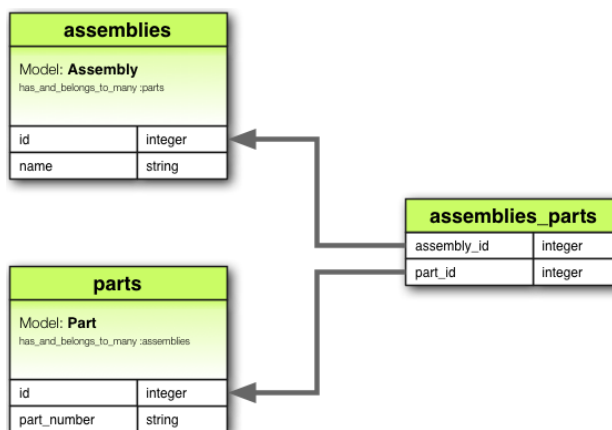 assemblies
Model: Assembly
has_and_belongs_to_many :parts
id integer
name string
assemblies_parts
assembly_id integer
part_id integer
parts
Model: Part
has_and_belongs_to_many :assemblies
id integer
part_number string